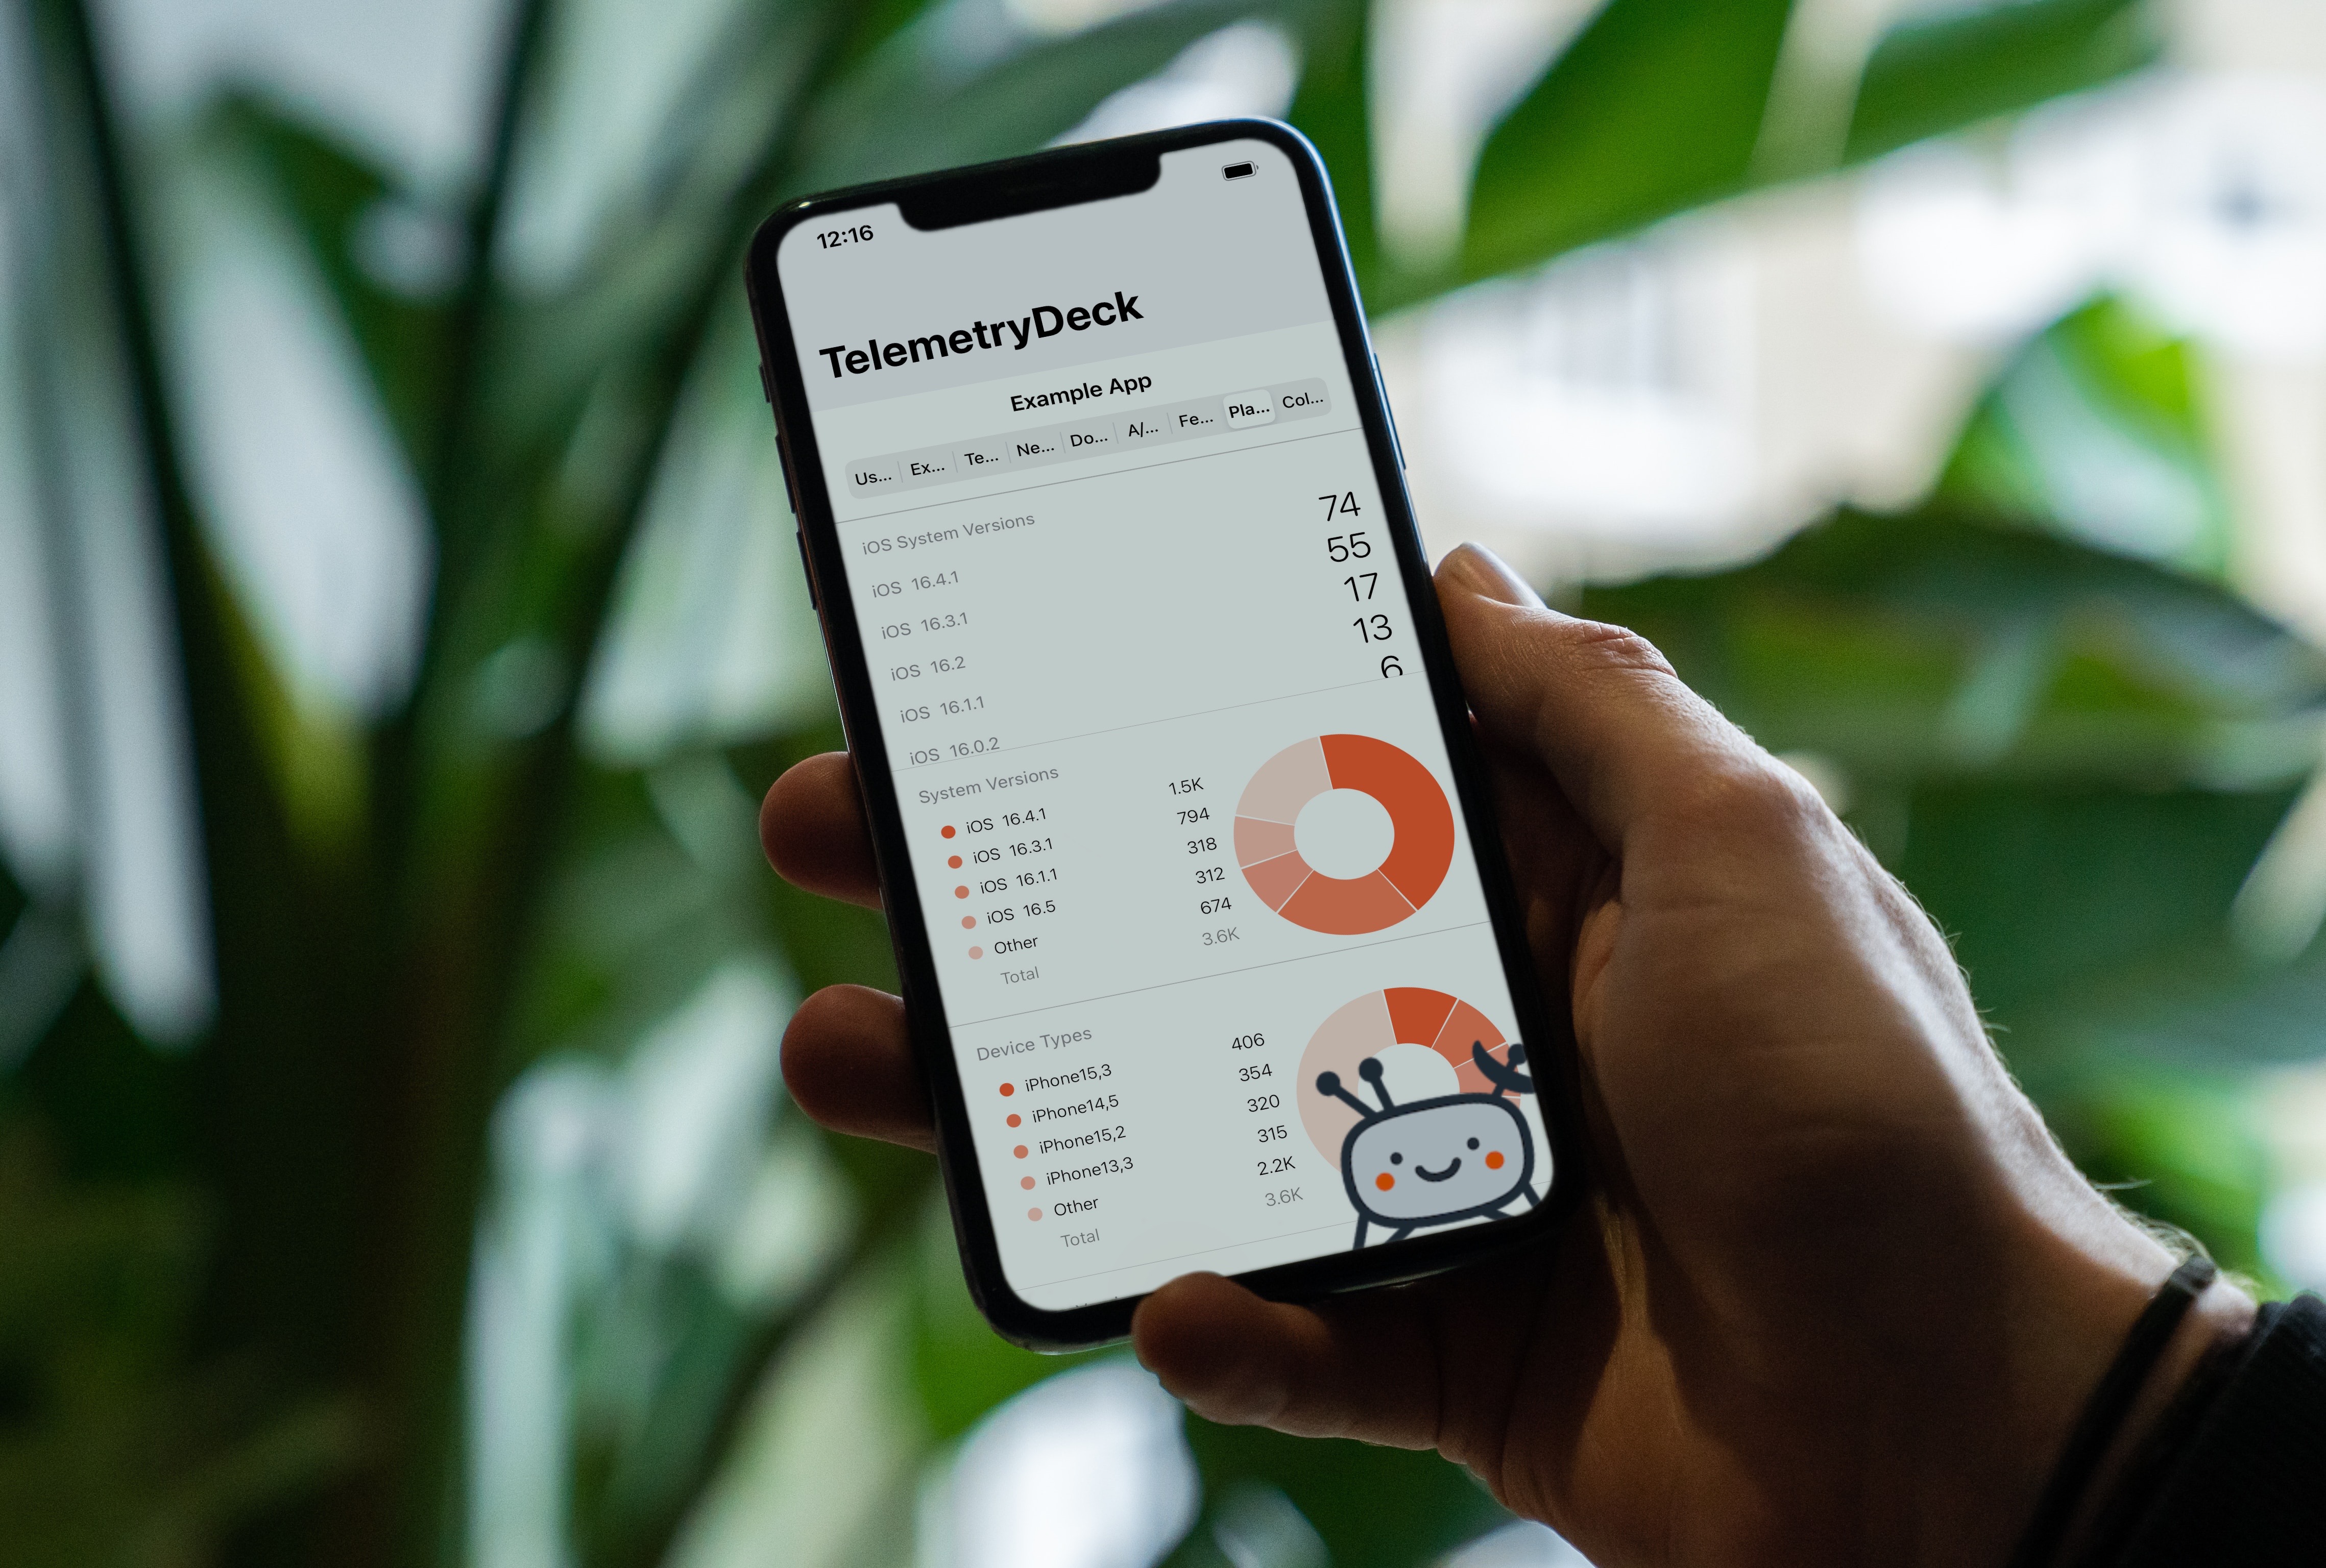 12:16
TelemetryDeck
Example App
Us... Ex... Te... Ne... Do... A/... Fe... Pla... Col...
iOS System Versions
iOS 16.4.1 74
iOS 16.3.1 55
iOS 16.2 17
iOS 16.1.1 13
iOS 16.0.2 6
System Versions
iOS 16.4.1 1.5K
iOS 16.3.1 794
iOS 16.1.1 318
iOS 16.5 312
Other 674
Total 3.6K
Device Types
iPhone15,3 406
iPhone14,5 354
iPhone15,2 320
iPhone13,3 315
Other 2.2K
Total 3.6K